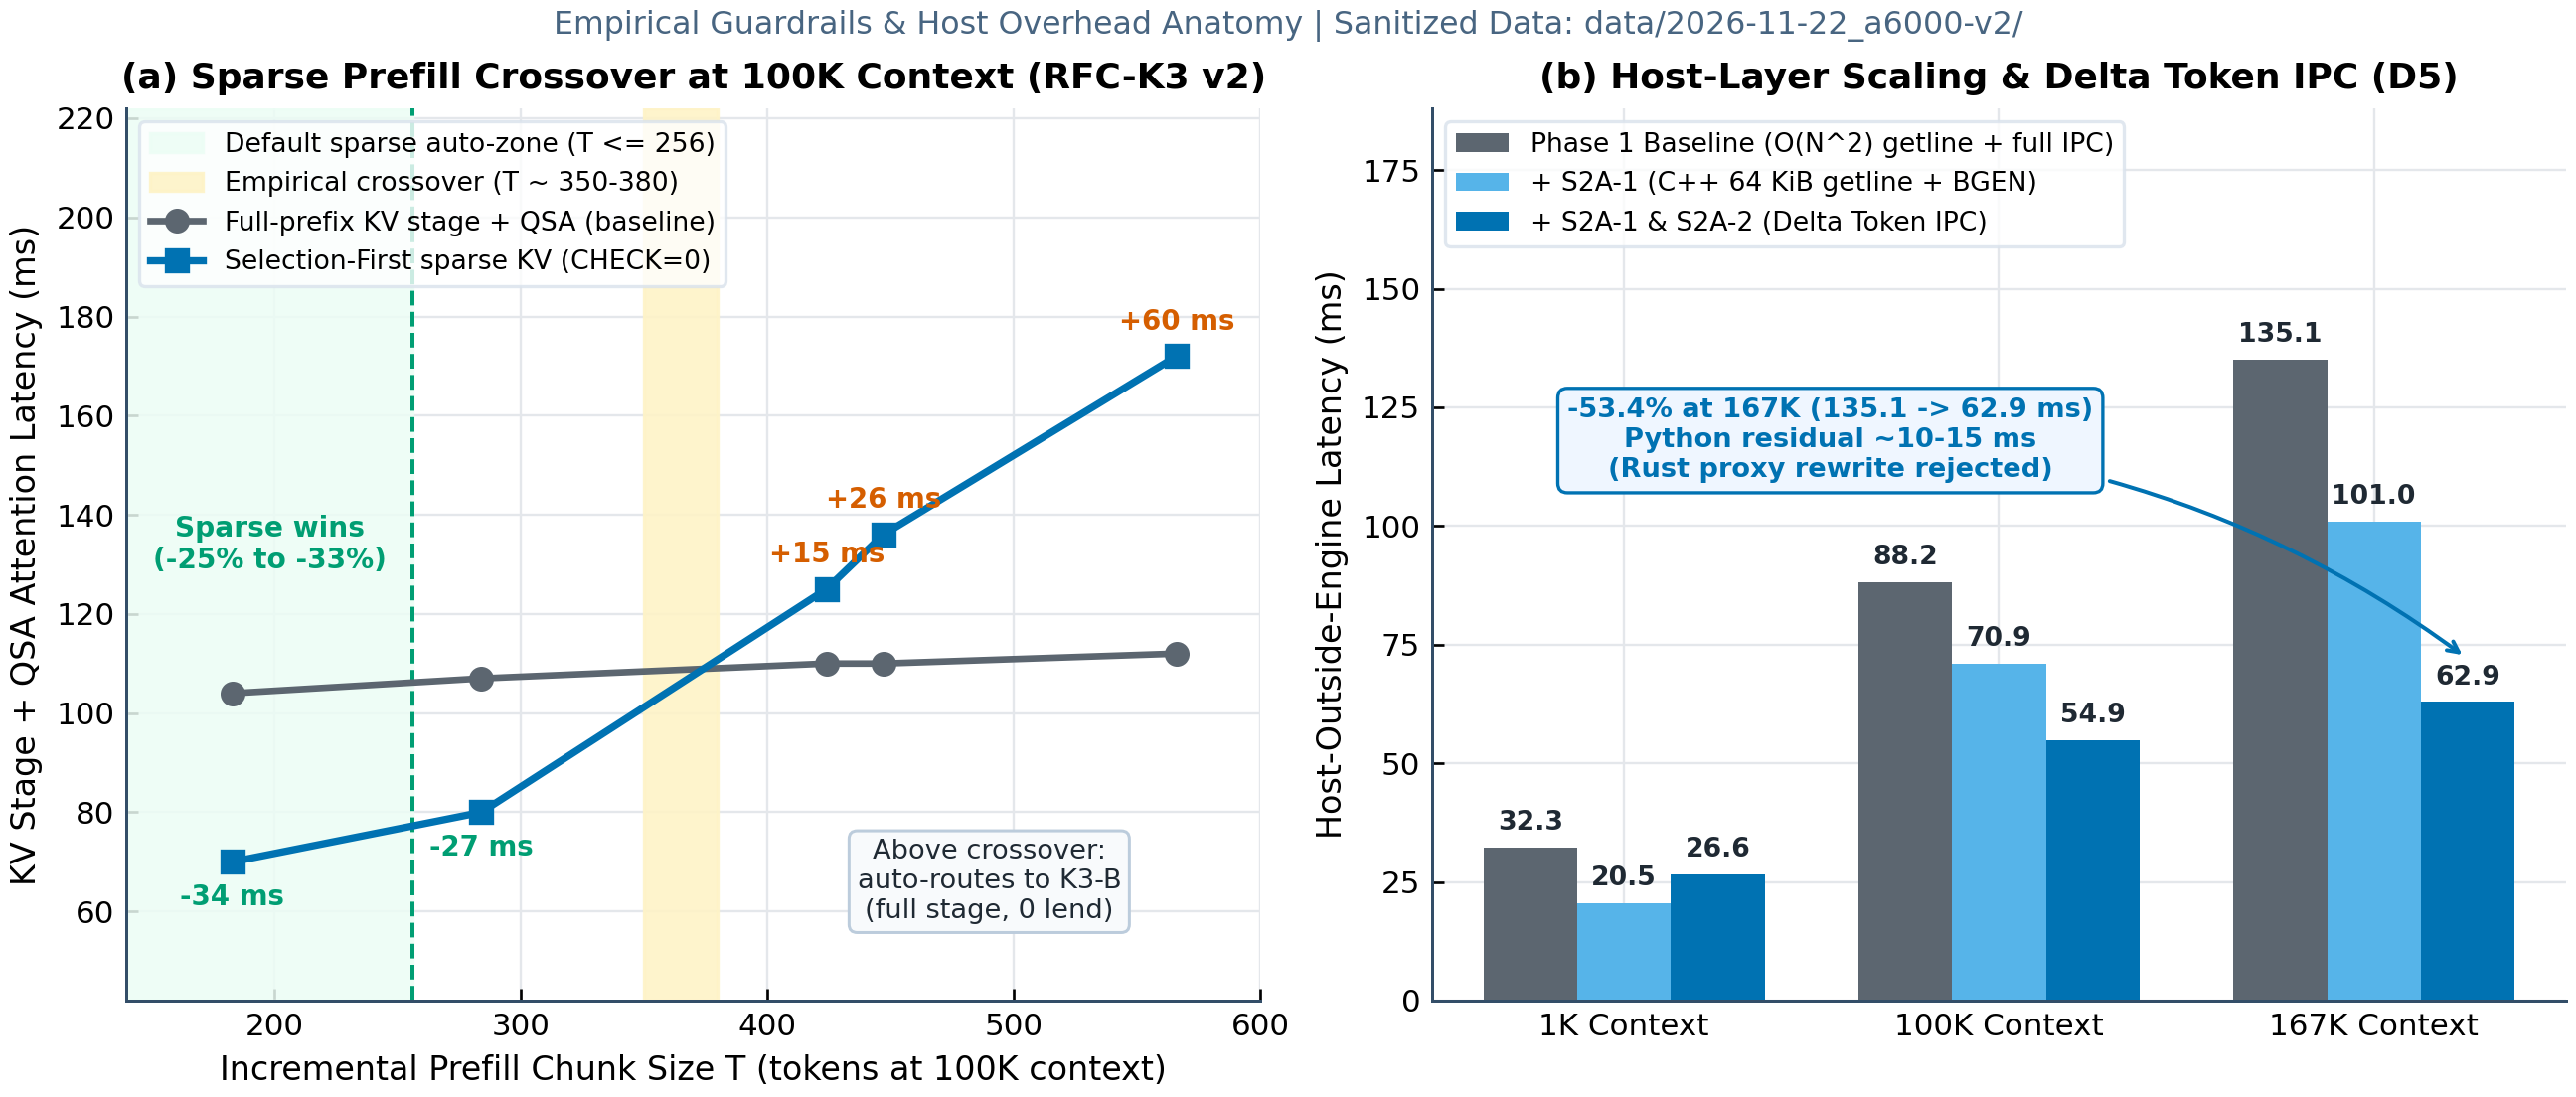 Empirical Guardrails & Host Overhead Anatomy | Sanitized Data: data/2026-11-22_a6000-v2/
(a) Sparse Prefill Crossover at 100K Context (RFC-K3 v2)
KV Stage + QSA Attention Latency (ms)
220
200
180
160
140
120
100
80
60
Default sparse auto-zone (T <= 256)
Empirical crossover (T ~ 350-380)
Full-prefix KV stage + QSA (baseline)
Selection-First sparse KV (CHECK=0)
+60 ms
+26 ms
+15 ms
Sparse wins
(-25% to -33%)
-27 ms
-34 ms
Above crossover:
auto-routes to K3-B
(full stage, 0 lend)
200
300
400
500
600
Incremental Prefill Chunk Size T (tokens at 100K context)
(b) Host-Layer Scaling & Delta Token IPC (D5)
Host-Outside-Engine Latency (ms)
175
150
125
100
75
50
25
0
Phase 1 Baseline (O(N^2) getline + full IPC)
+ S2A-1 (C++ 64 KiB getline + BGEN)
+ S2A-1 & S2A-2 (Delta Token IPC)
-53.4% at 167K (135.1 -> 62.9 ms)
Python residual ~10-15 ms
(Rust proxy rewrite rejected)
32.3
20.5
26.6
88.2
70.9
54.9
135.1
101.0
62.9
1K Context
100K Context
167K Context